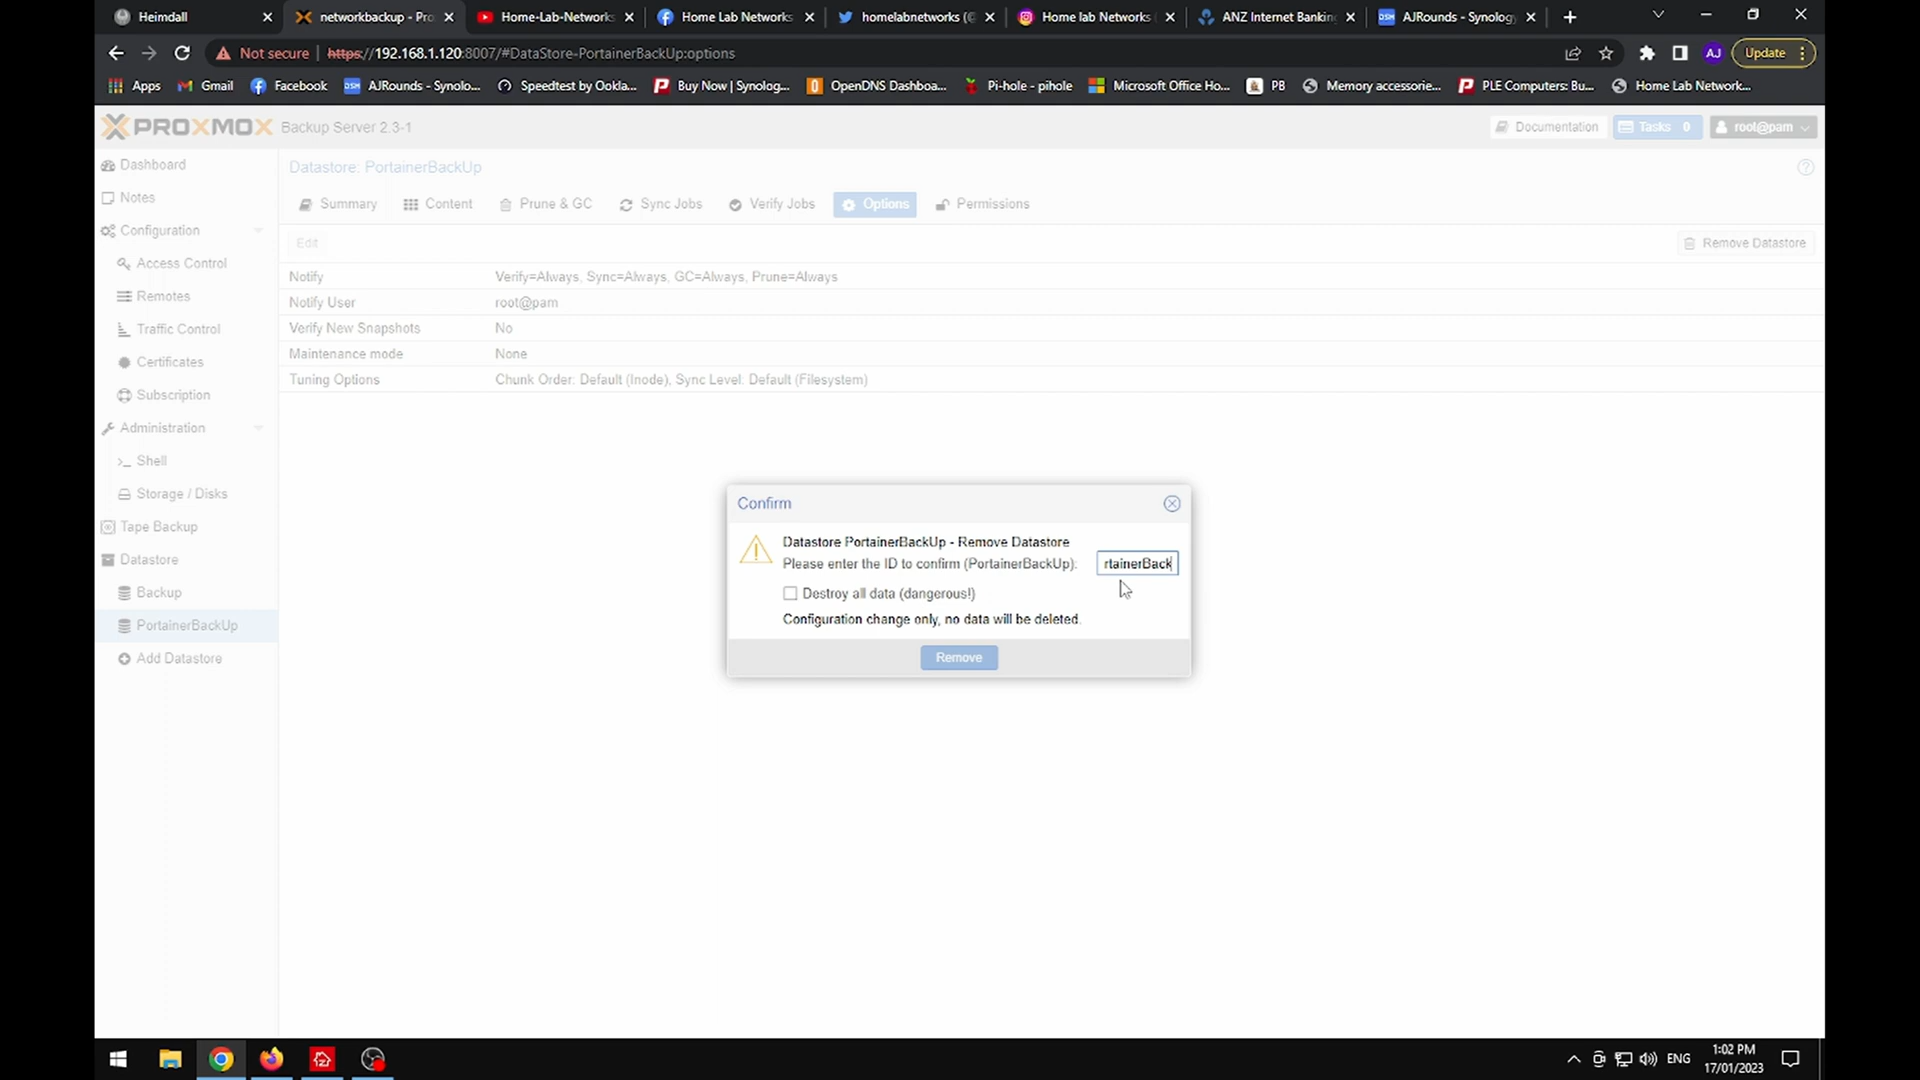 Heimdall
networkbackup - Pro
Home-Lab-Networks
Home Lab Networks
homelabnetworks (@
Home lab Networks
ANZ Internet Bankin
AJRounds - Synology
Not secure https://192.168.1.120:8007/#DataStore-PortainerBackUp:options
AJ
Update
Apps
Gmail
Facebook
AJRounds - Synolo...
Speedtest by Ookla...
Buy Now | Synolog...
OpenDNS Dashboa...
Pi-hole - pihole
Microsoft Office Ho...
PB
Memory accessorie...
PLE Computers: Bu...
Home Lab Network...
PROXMOX Backup Server 2.3-1
Documentation
Tasks 0
root@pam
Dashboard
Notes
Configuration
Access Control
Remotes
Traffic Control
Certificates
Subscription
Administration
Shell
Storage / Disks
Tape Backup
Datastore
Backup
PortainerBackUp
Add Datastore
Datastore: PortainerBackUp
Summary
Content
Prune & GC
Sync Jobs
Verify Jobs
Options
Permissions
Edit
Remove Datastore
Notify Verify=Always, Sync=Always, GC=Always, Prune=Always
Notify User root@pam
Verify New Snapshots No
Maintenance mode None
Tuning Options Chunk Order: Default (Inode), Sync Level: Default (Filesystem)
Confirm
Datastore PortainerBackUp - Remove Datastore
Please enter the ID to confirm (PortainerBackUp): rtainerBack
Destroy all data (dangerous!)
Configuration change only, no data will be deleted.
Remove
ENG
1:02 PM
17/01/2023